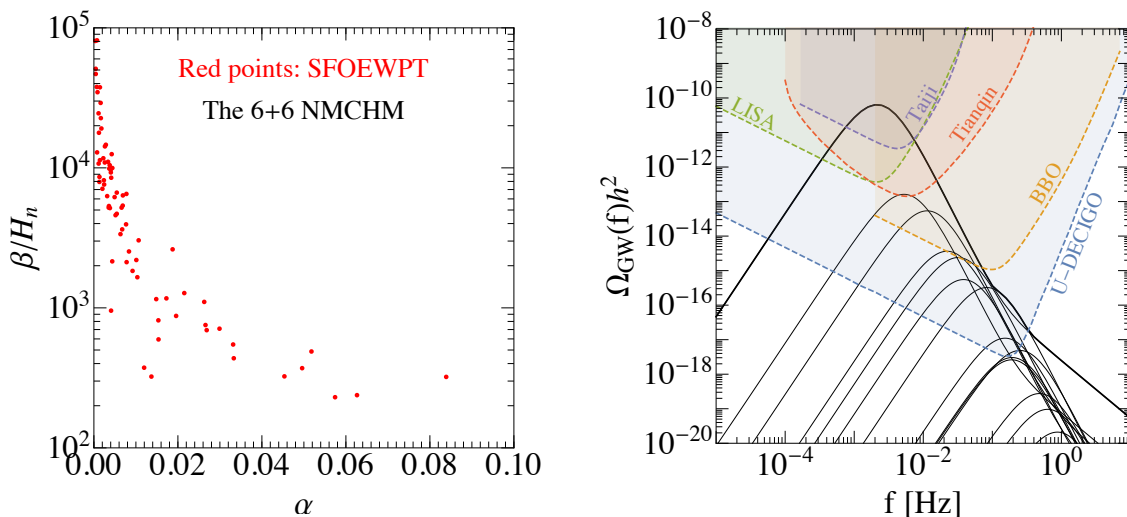 10^5
10^4
10^3
10^2
β/H_n
Red points: SFOEWPT
The 6+6 NMCHM
0.00 0.02 0.04 0.06 0.08 0.10
α
10^−8
10^−10
10^−12
10^−14
10^−16
10^−18
10^−20
Ω_GW(f)h^2
LISA
Taiji
Tianqin
BBO
U−DECIGO
10^−4 10^−2 10^0
f [Hz]